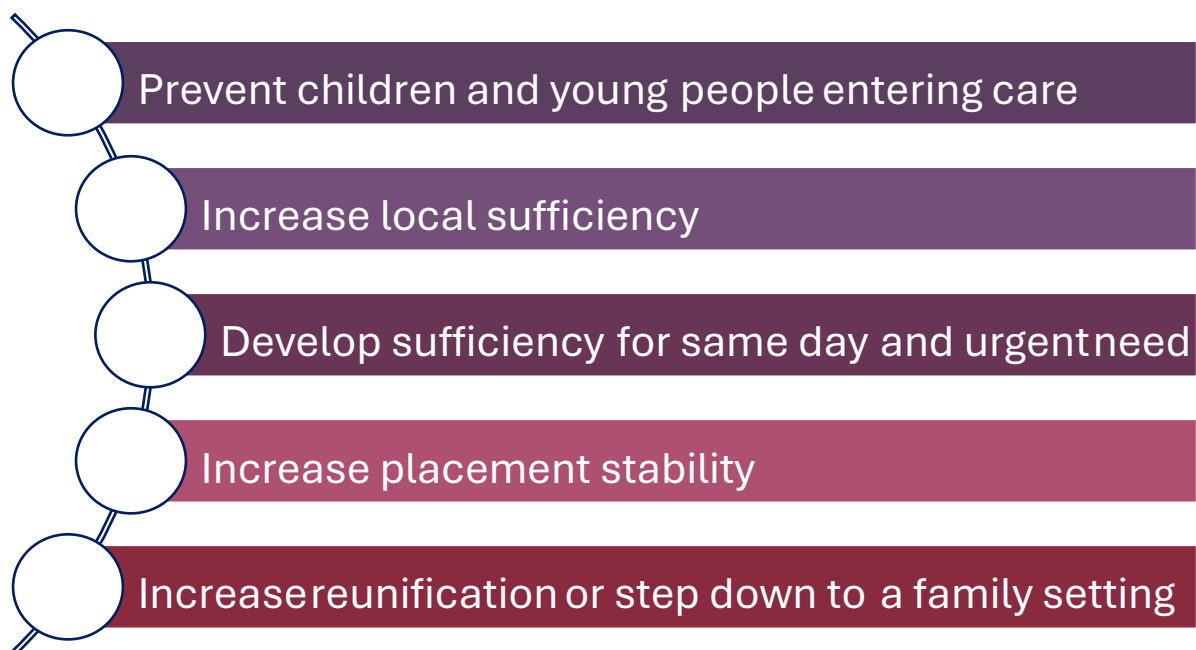 Prevent children and young people entering care
Increase local sufficiency
Develop sufficiency for same day and urgent need
Increase placement stability
Increase reunification or step down to a family setting